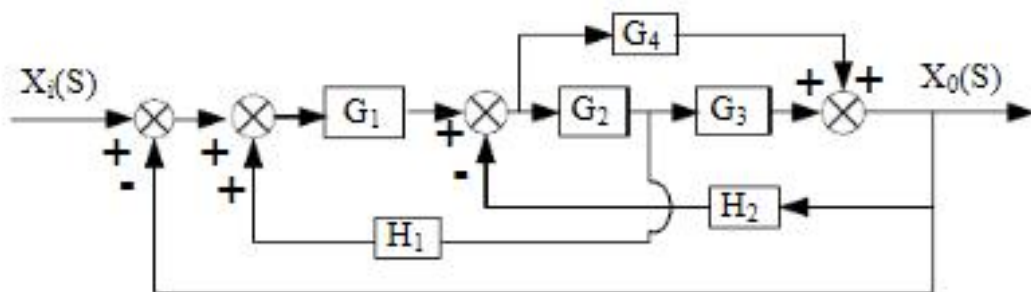 G₄
Xᵢ(S)
X₀(S)
+ +
G₁
G₂
G₃
+
+
+
-
-
+
H₂
H₁